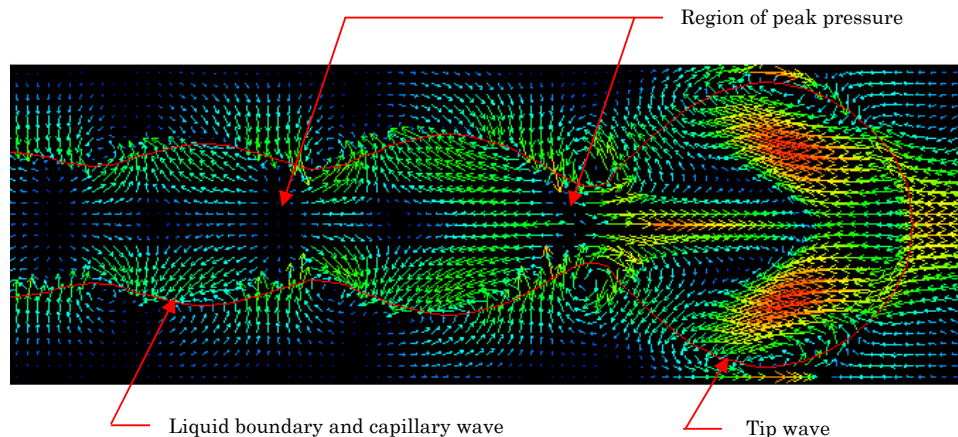 Region of peak pressure
Liquid boundary and capillary wave
Tip wave